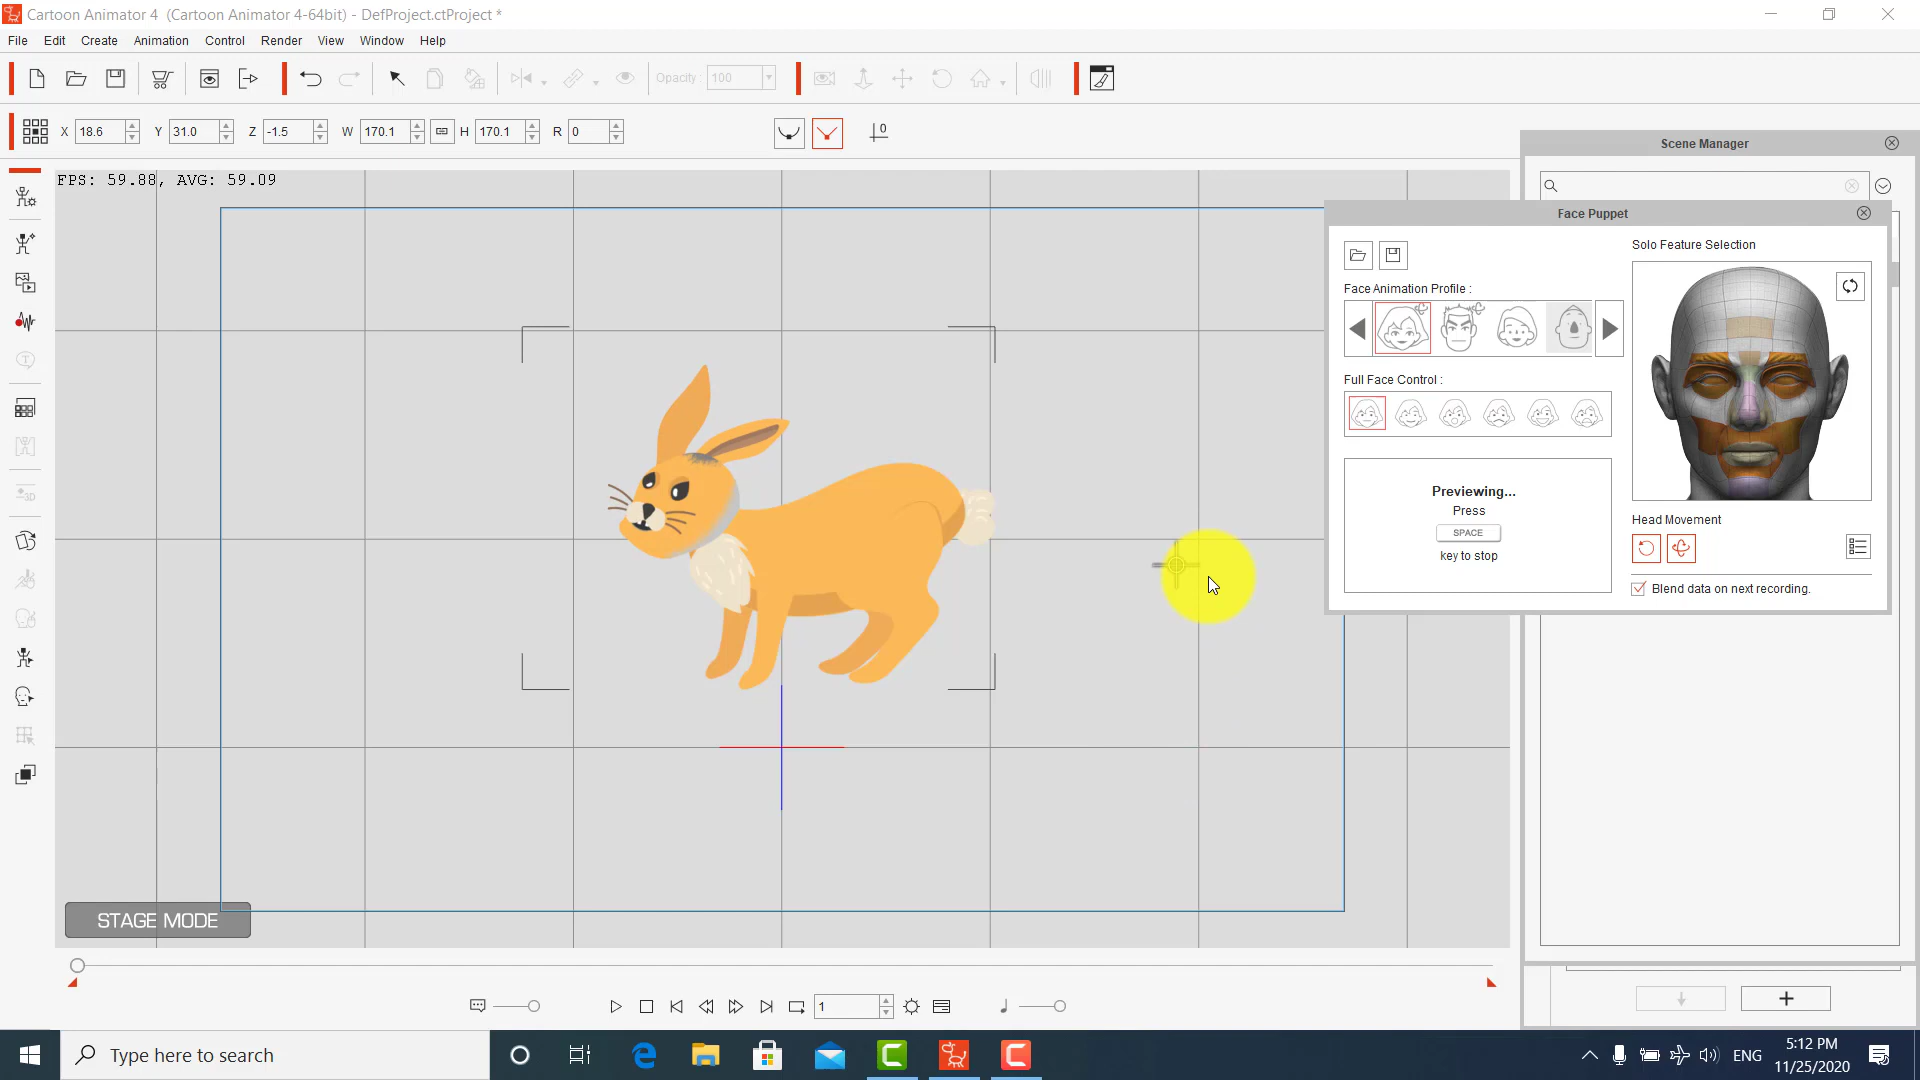 Cartoon Animator 4  (Cartoon Animator 4-64bit) - DefProject.ctProject *
File Edit Create Animation Control Render View Window Help
Opacity : 100
X 18.6 Y 31.0 Z -1.5 W 170.1 H 170.1 R 0
0
Scene Manager
FPS: 59.88, AVG: 59.09
Face Puppet
Solo Feature Selection
Face Animation Profile :
Full Face Control :
Previewing...
Press
SPACE
key to stop
Head Movement
Blend data on next recording.
3D
STAGE MODE
1
Type here to search
ENG
5:12 PM
11/25/2020